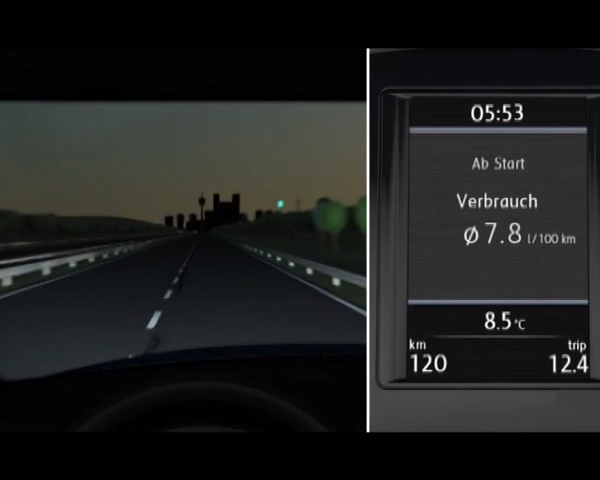 05:53
Ab Start
Verbrauch
ø 7.8 l/100 km
8.5 °C
km trip
120 12.4